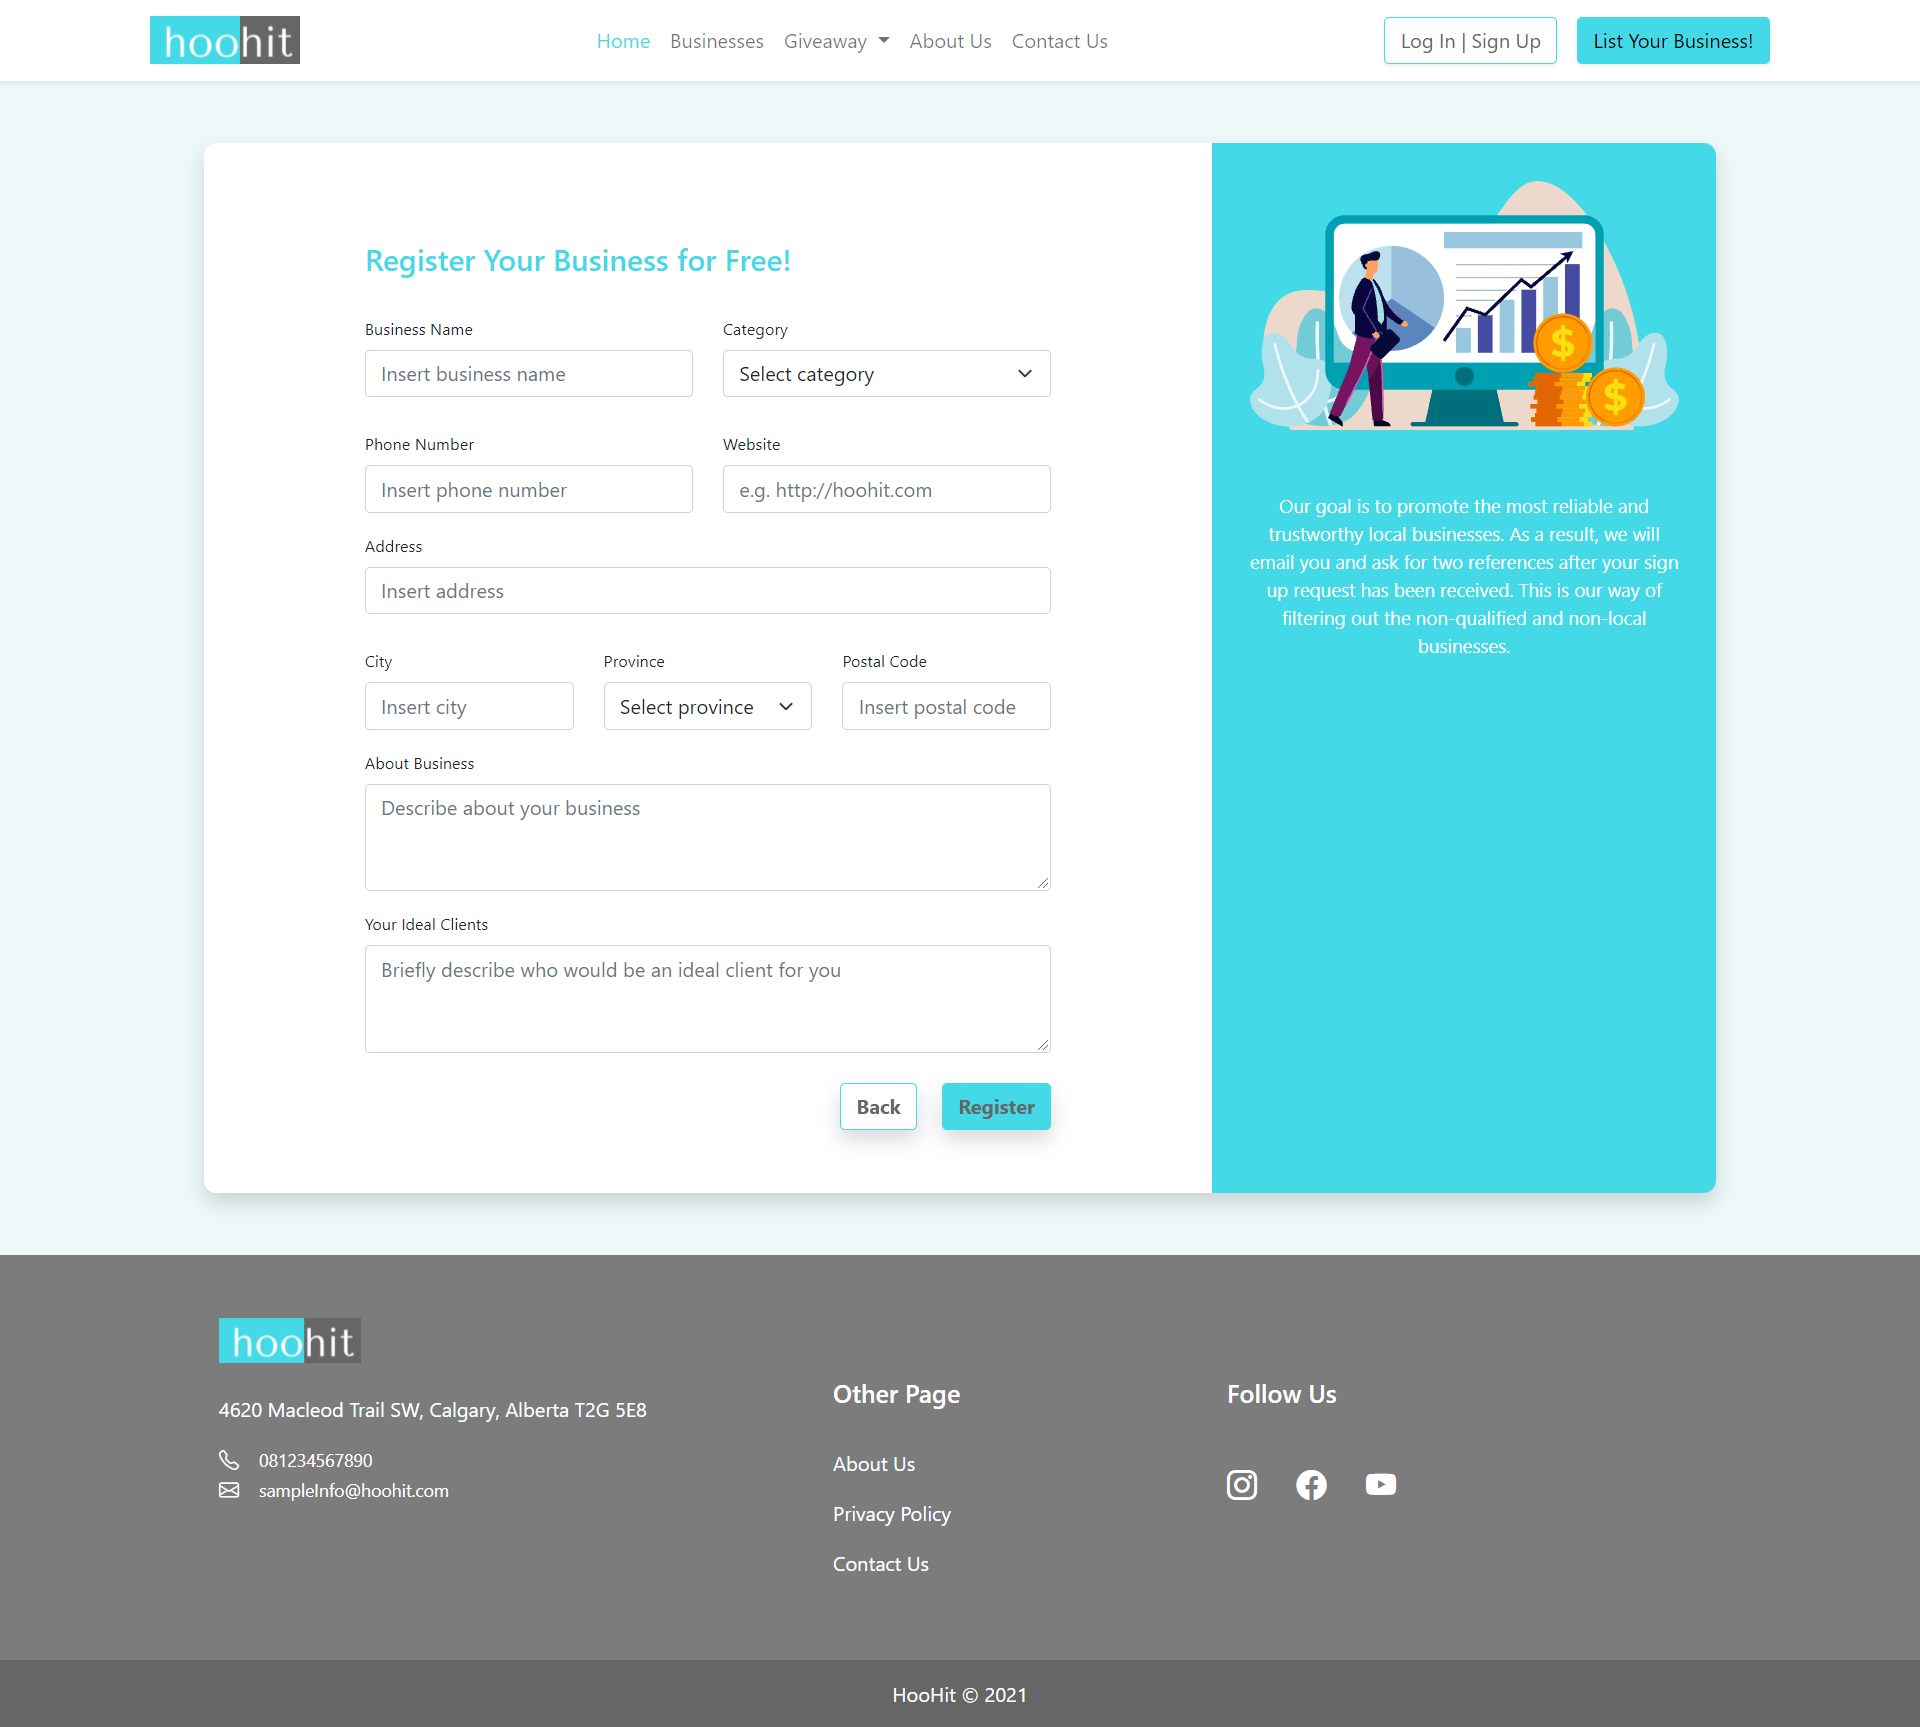 hoohit
Home Businesses Giveaway About Us Contact Us
Log In | Sign Up List Your Business!
Register Your Business for Free!
Business Name Category
Insert business name Select category
Phone Number Website
Insert phone number e.g. http://hoohit.com
Address
Insert address
City Province Postal Code
Insert city Select province Insert postal code
About Business
Describe about your business
Your Ideal Clients
Briefly describe who would be an ideal client for you
Back Register
$
$
Our goal is to promote the most reliable and
trustworthy local businesses. As a result, we will
email you and ask for two references after your sign
up request has been received. This is our way of
filtering out the non-qualified and non-local
businesses.
hoohit
4620 Macleod Trail SW, Calgary, Alberta T2G 5E8
081234567890
sampleInfo@hoohit.com
Other Page
About Us
Privacy Policy
Contact Us
Follow Us
HooHit © 2021